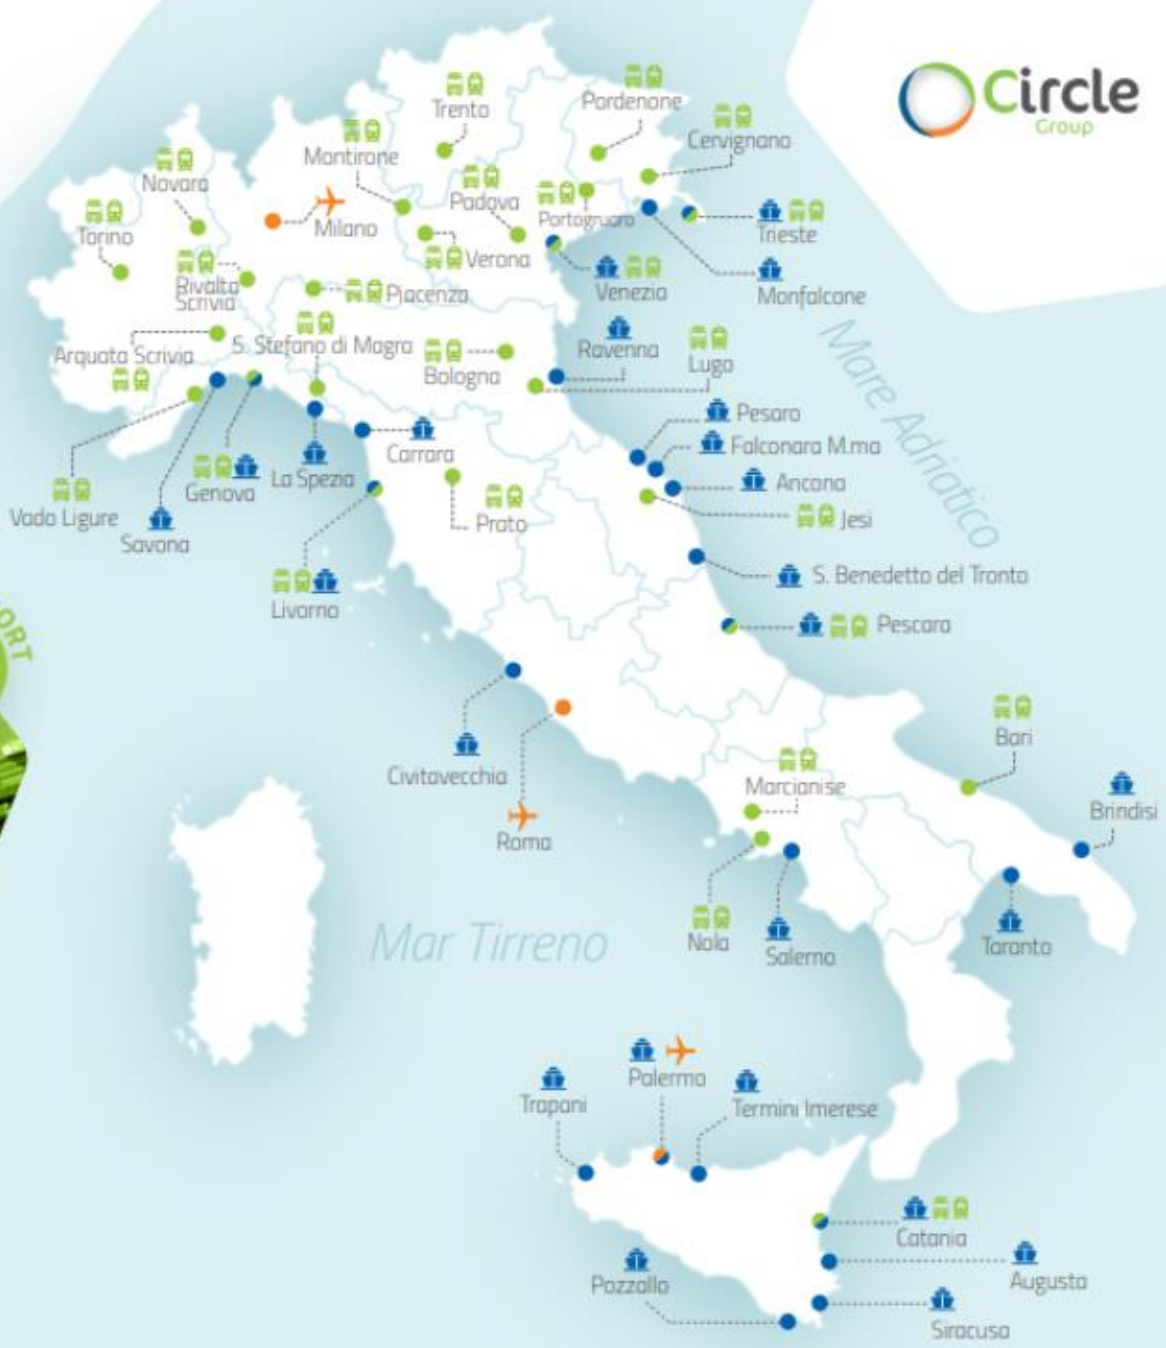 Circle
Group
Trento
Pordenone
Cervignano
Montirone
Novara
Padova
Portogruaro
Torino
Milano
Trieste
Verona
Rivalta
Scrivia
Piacenza
Venezia
Monfalcone
Arquata Scrivia
S. Stefano di Magra
Bologna
Ravenna
Lugo
Mare Adriatico
Pesaro
Falconara M.ma
Carrara
La Spezia
Genova
Ancona
Vado Ligure
Savona
Prato
Jesi
S. Benedetto del Tronto
Livorno
Pescara
ORT
Civitavecchia
Roma
Bari
Marcianise
Brindisi
Mar Tirreno
Nola
Salerno
Taranto
Palermo
Trapani
Termini Imerese
Catania
Augusta
Pozzallo
Siracusa